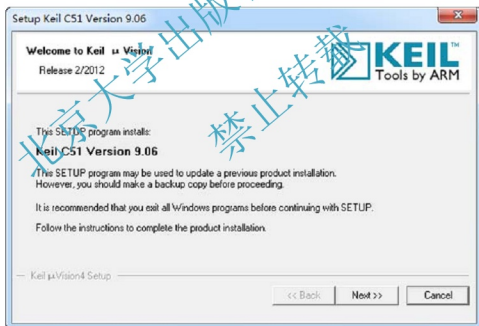 Setup Keil C51 Version 9.06
Welcome to Keil μ Vision
Release 2/2012
KEIL™
Tools by ARM
This SETUP program installs:
Keil C51 Version 9.06
This SETUP program may be used to update a previous product installation.
However, you should make a backup copy before proceeding.
It is recommended that you exit all Windows programs before continuing with SETUP.
Follow the instructions to complete the product installation.
Keil μVision4 Setup
<< Back
Next >>
Cancel
北京大学出版
禁止转载